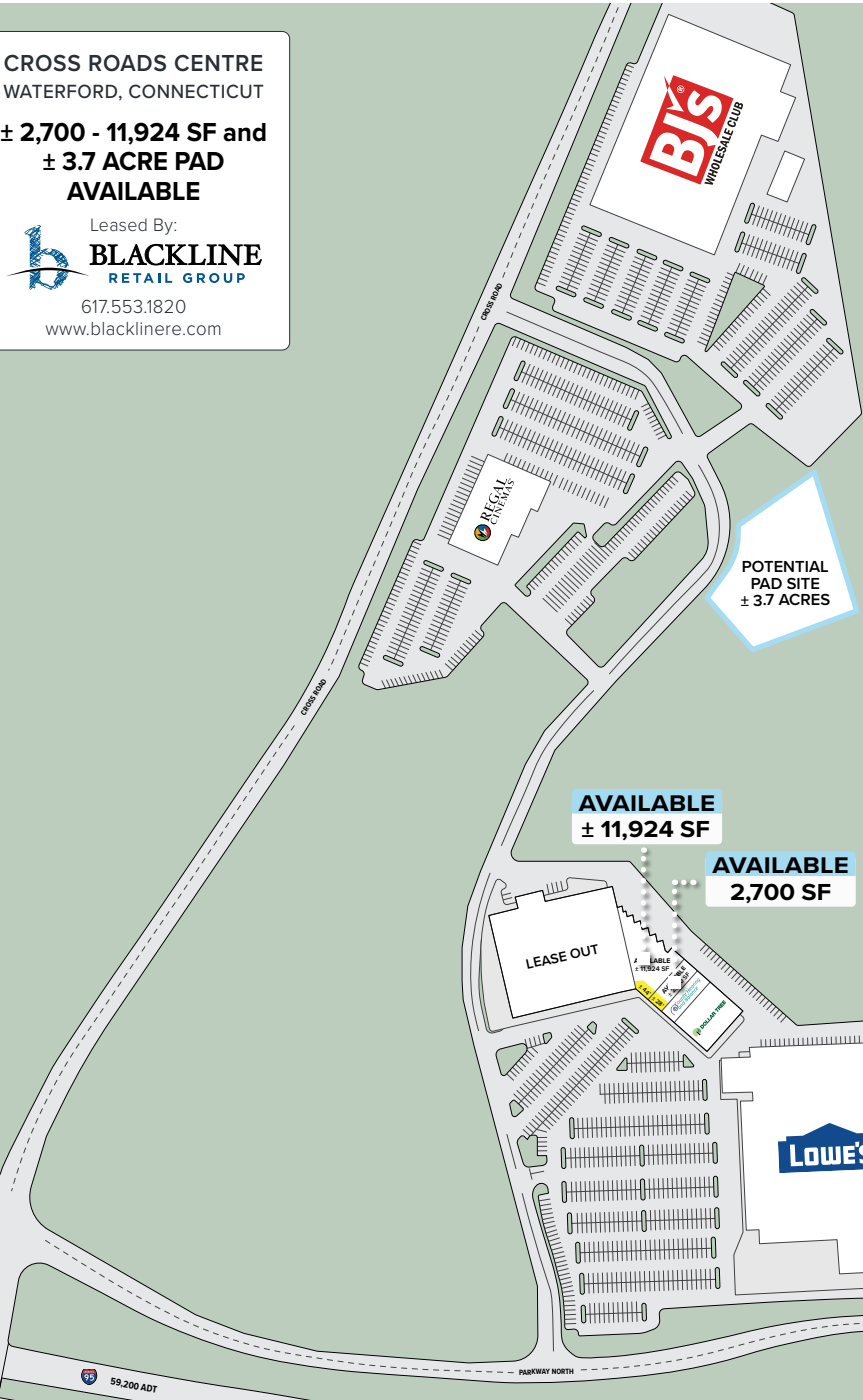 CROSS ROADS CENTRE
WATERFORD, CONNECTICUT
± 2,700 - 11,924 SF and
± 3.7 ACRE PAD
AVAILABLE
Leased By:
b BLACKLINE
RETAIL GROUP
617.553.1820
www.blacklinere.com
BJ's
®
WHOLESALE CLUB
CROSS ROAD
REGAL
CINEMAS
POTENTIAL
PAD SITE
± 3.7 ACRES
CROSS ROAD
AVAILABLE
± 11,924 SF
AVAILABLE
2,700 SF
LEASE OUT
± 11,924 SF
± 44'
DOLLAR TREE
LOWE'S
PARKWAY NORTH
95
59,200 ADT